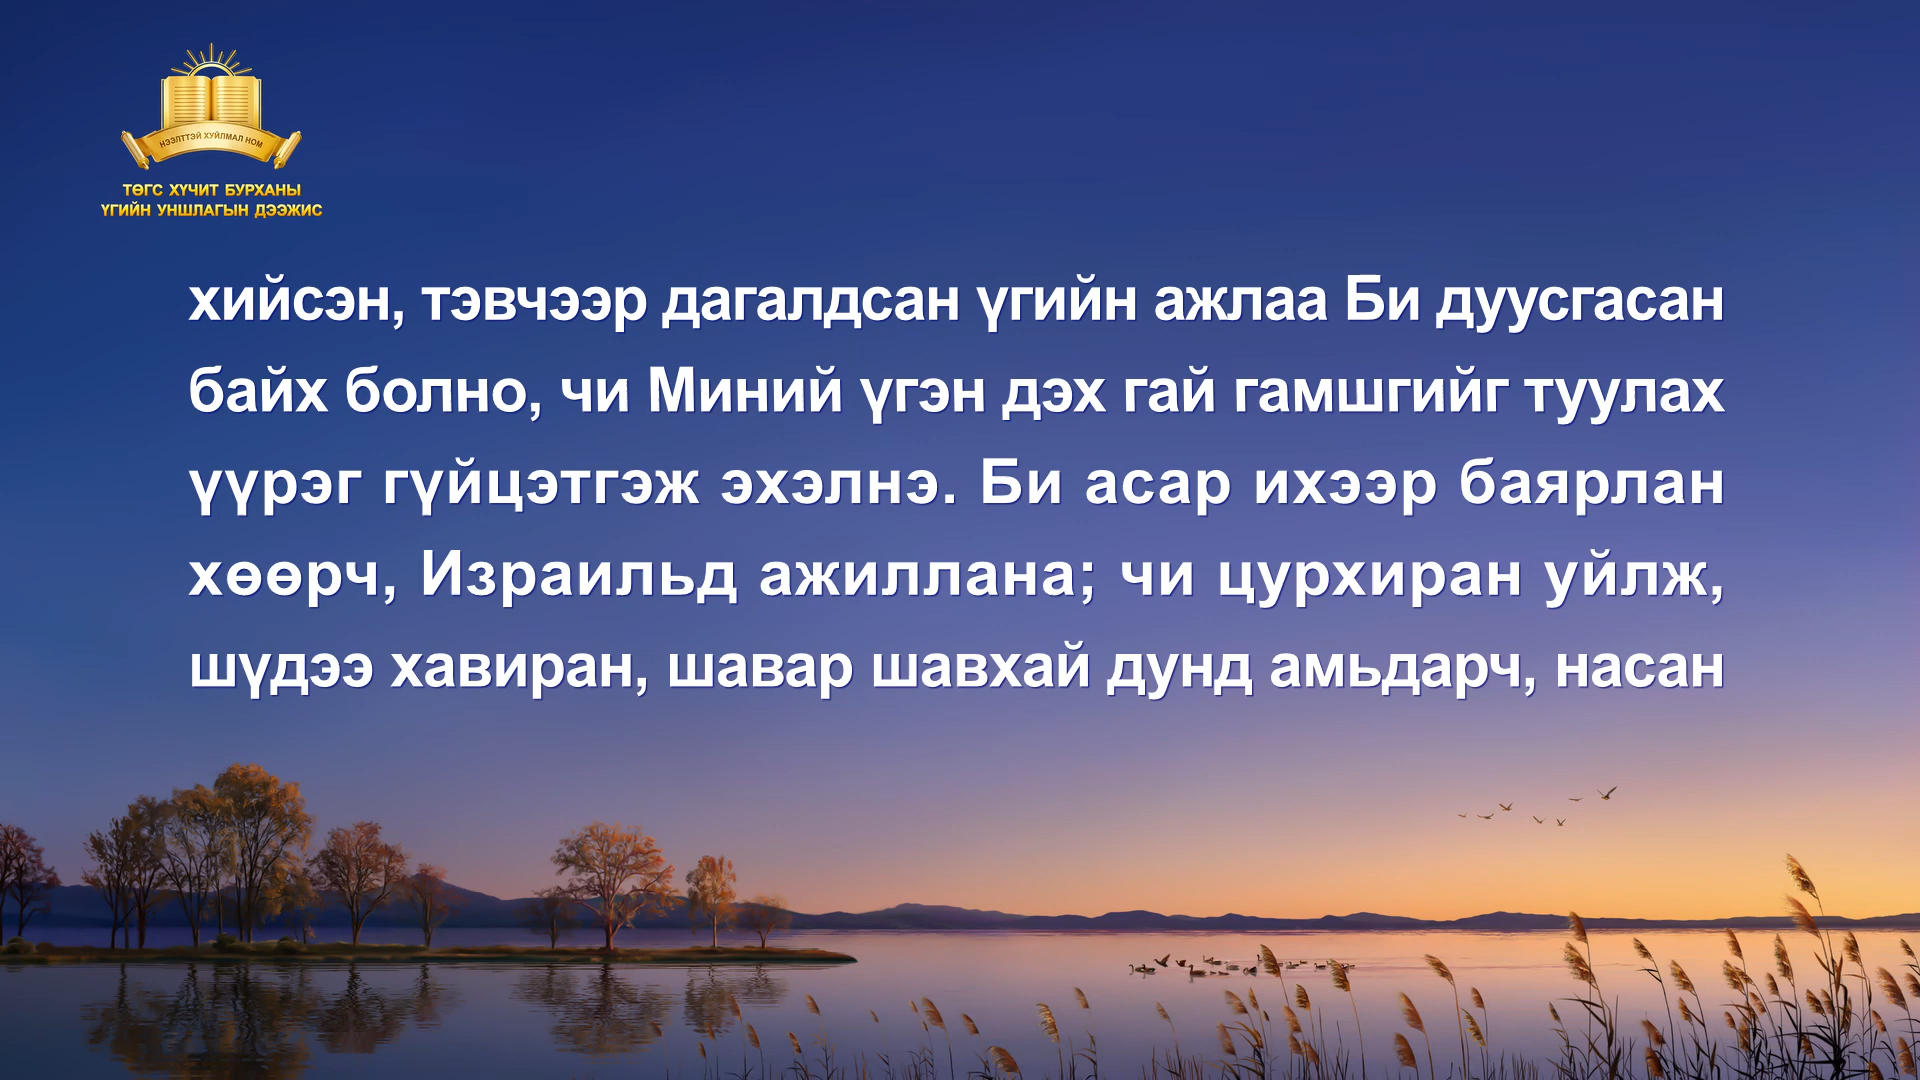 НЭЭЛТТЭЙ ХУЙЛМАЛ НОМ
ТӨГС ХҮЧИТ БУРХАНЫ
ҮГИЙН УНШЛАГЫН ДЭЭЖИС
хийсэн, тэвчээр дагалдсан үгийн ажлаа Би дуусгасан
байх болно, чи Миний үгэн дэх гай гамшгийг туулах
үүрэг гүйцэтгэж эхэлнэ. Би асар ихээр баярлан
хөөрч, Израильд ажиллана; чи цурхиран уйлж,
шүдээ хавиран, шавар шавхай дунд амьдарч, насан